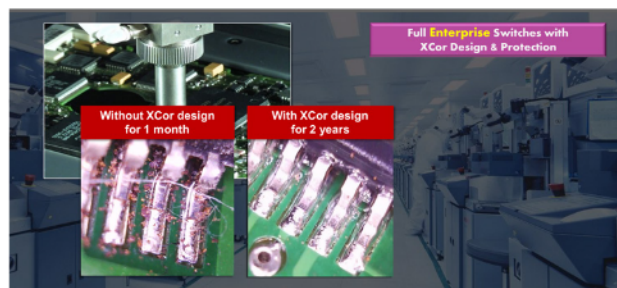 Full Enterprise Switches with
XCor Design & Protection
Without XCor design
for 1 month
With XCor design
for 2 years